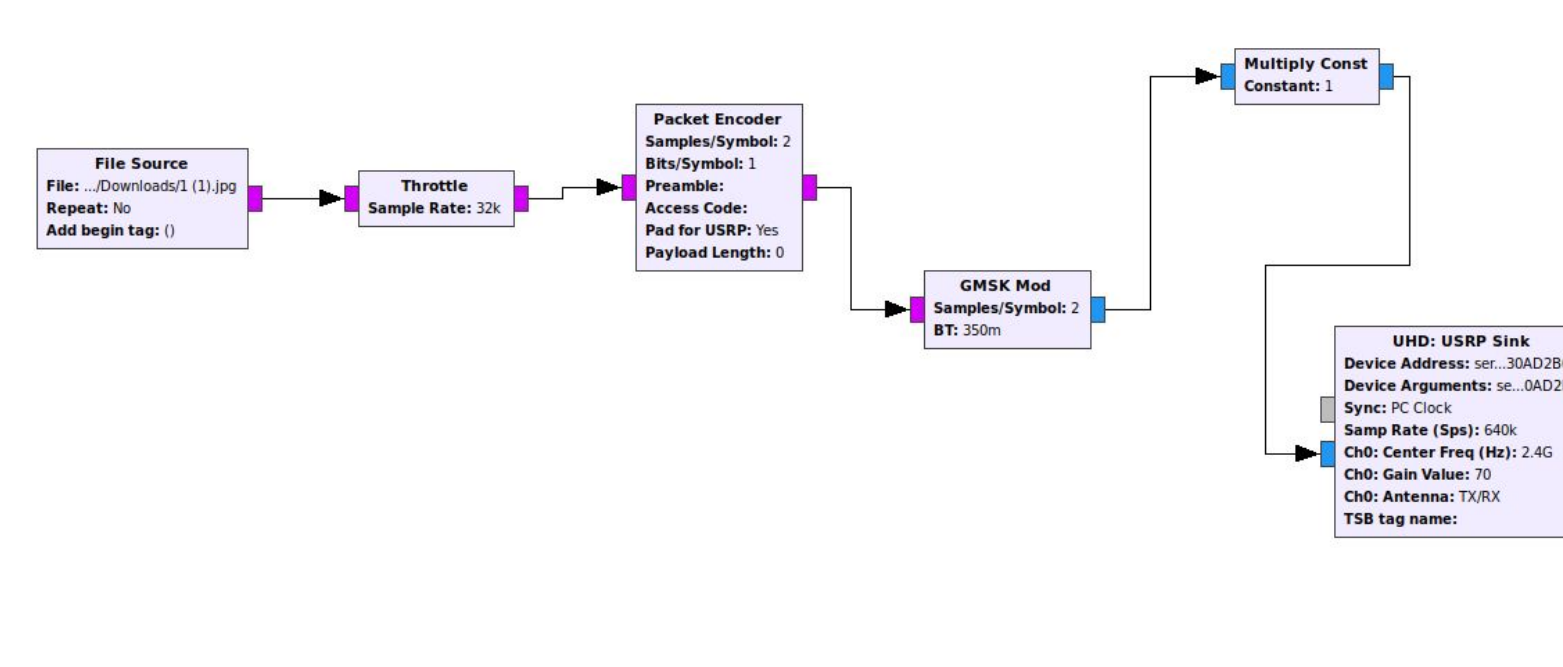 File Source
File: .../Downloads/1 (1).jpg
Repeat: No
Add begin tag: ()
Throttle
Sample Rate: 32k
Packet Encoder
Samples/Symbol: 2
Bits/Symbol: 1
Preamble:
Access Code:
Pad for USRP: Yes
Payload Length: 0
GMSK Mod
Samples/Symbol: 2
BT: 350m
Multiply Const
Constant: 1
UHD: USRP Sink
Device Address: ser...30AD2B
Device Arguments: se...0AD2
Sync: PC Clock
Samp Rate (Sps): 640k
Ch0: Center Freq (Hz): 2.4G
Ch0: Gain Value: 70
Ch0: Antenna: TX/RX
TSB tag name: